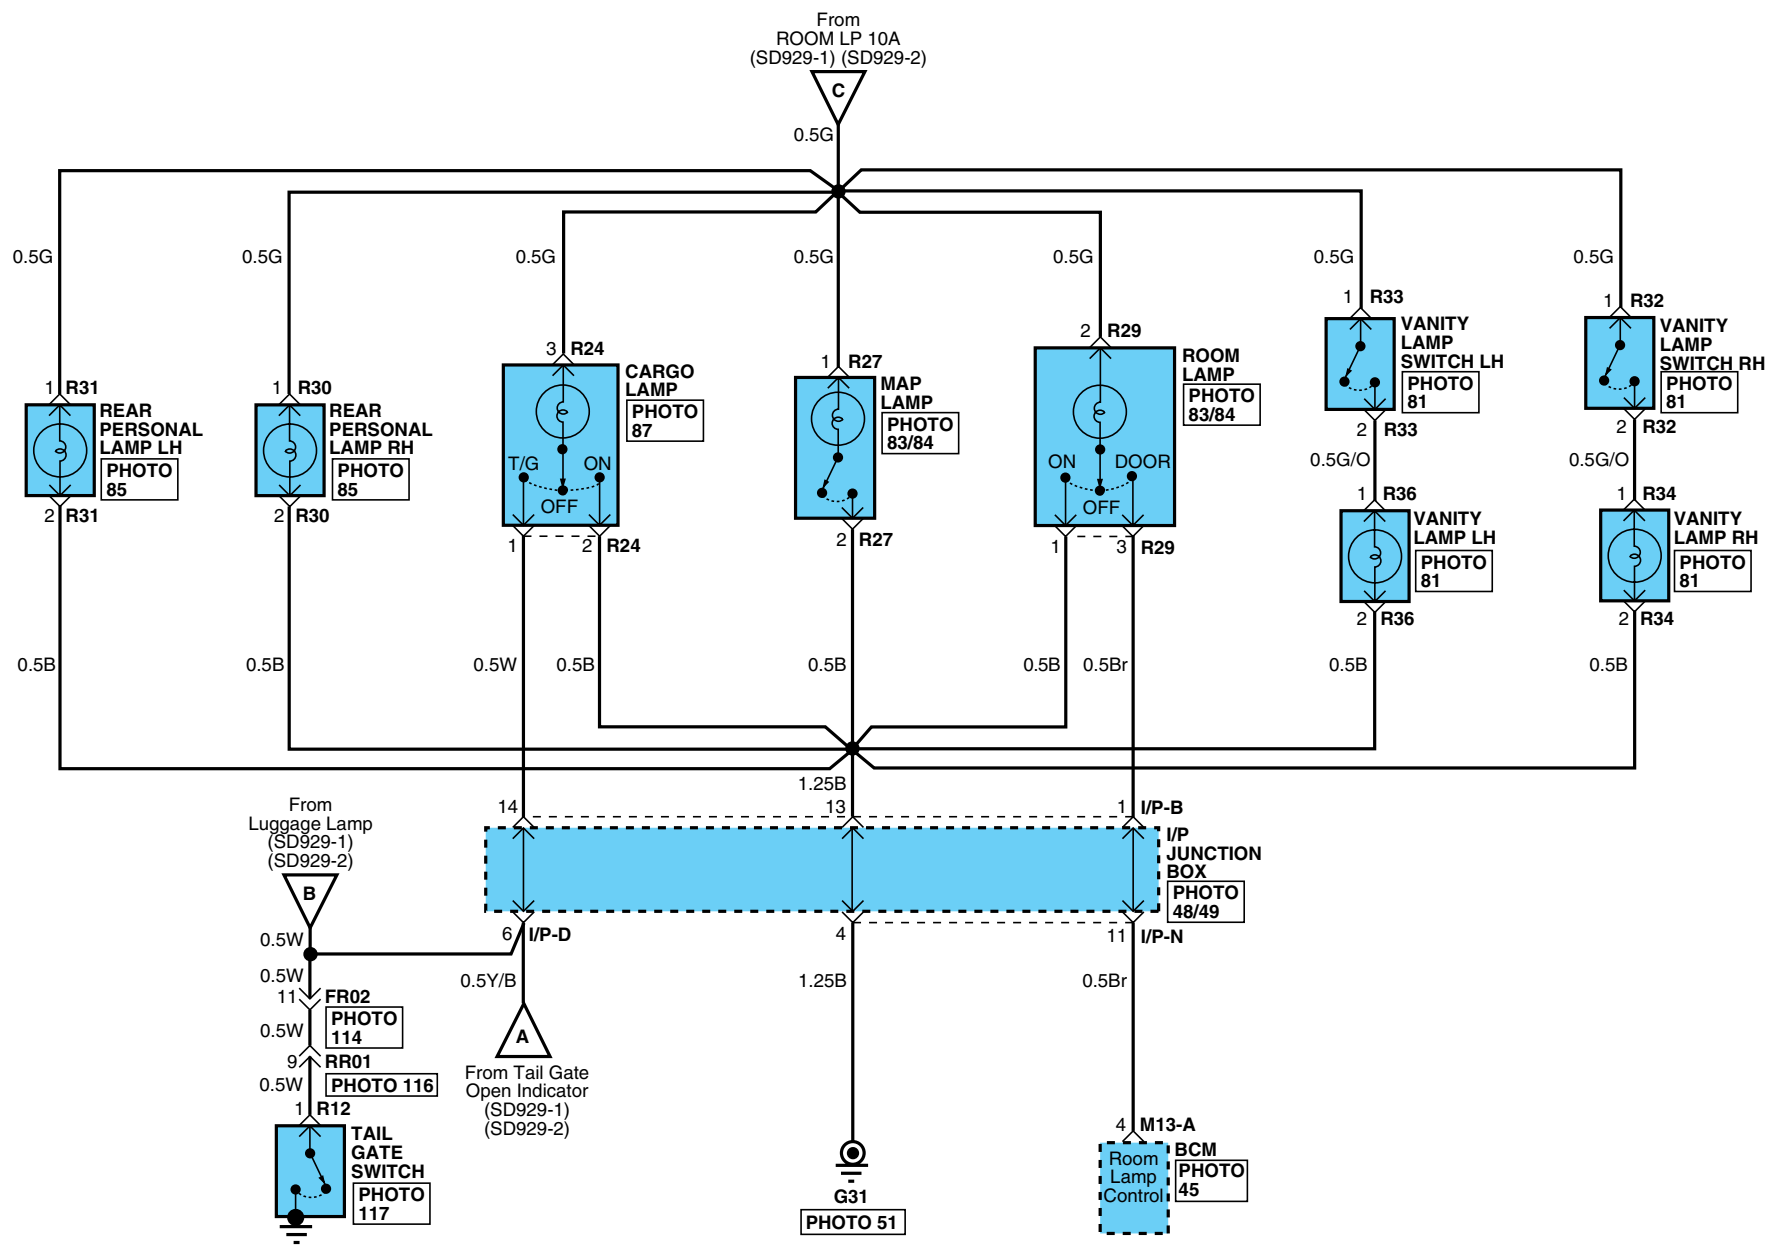 From
ROOM LP 10A
(SD929-1) (SD929-2)
C
0.5G
0.5G
0.5G
0.5G
0.5G
0.5G
0.5G
0.5G
1 R31
REAR
PERSONAL
LAMP LH
PHOTO
85
2 R31
1 R30
REAR
PERSONAL
LAMP RH
PHOTO
85
2 R30
3 R24
CARGO
LAMP
PHOTO
87
T/G
ON
OFF
1
2 R24
1 R27
MAP
LAMP
PHOTO
83/84
2 R27
2 R29
ROOM
LAMP
PHOTO
83/84
ON
DOOR
OFF
1
3 R29
1 R33
VANITY
LAMP
SWITCH LH
PHOTO
81
2 R33
0.5G/O
1 R36
VANITY
LAMP LH
PHOTO
81
2 R36
1 R32
VANITY
LAMP
SWITCH RH
PHOTO
81
2 R32
0.5G/O
1 R34
VANITY
LAMP RH
PHOTO
81
2 R34
0.5B
0.5B
0.5W
0.5B
0.5B
0.5B
0.5Br
0.5B
0.5B
1.25B
14
13
1 I/P-B
I/P
JUNCTION
BOX
PHOTO
48/49
6 I/P-D
4
11 I/P-N
From
Luggage Lamp
(SD929-1)
(SD929-2)
B
0.5W
0.5W
11 FR02
PHOTO
114
0.5W
9 RR01
PHOTO 116
0.5W
1 R12
TAIL
GATE
SWITCH
PHOTO
117
0.5Y/B
A
From Tail Gate
Open Indicator
(SD929-1)
(SD929-2)
1.25B
G31
PHOTO 51
0.5Br
4 M13-A
Room
Lamp
Control
BCM
PHOTO
45